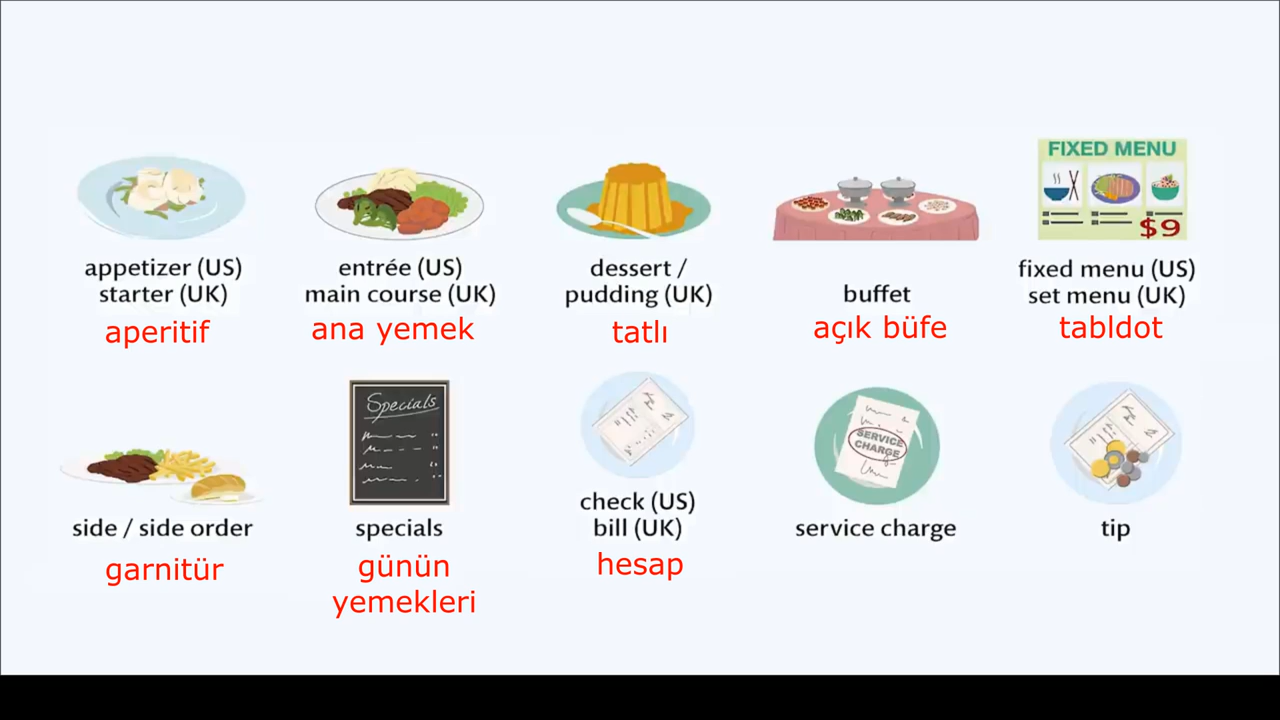 FIXED MENU
$9
appetizer (US)
starter (UK)
aperitif
entrée (US)
main course (UK)
ana yemek
dessert /
pudding (UK)
tatlı
buffet
açık büfe
fixed menu (US)
set menu (UK)
tabldot
side / side order
garnitür
Specials
specials
günün
yemekleri
check (US)
bill (UK)
hesap
SERVICE
CHARGE
service charge
tip